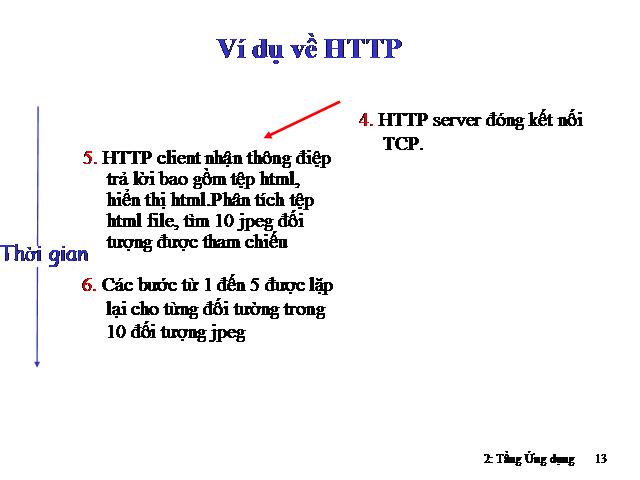 Ví dụ về HTTP
4. HTTP server đóng kết nối
TCP.
5. HTTP client nhận thông điệp
trả lời bao gồm tệp html,
hiển thị html.Phân tích tệp
html file, tìm 10 jpeg đối
tượng được tham chiếu
Thời gian
6. Các bước từ 1 đến 5 được lặp
lại cho từng đối tường trong
10 đối tượng jpeg
2: Tầng Ứng dụng 13